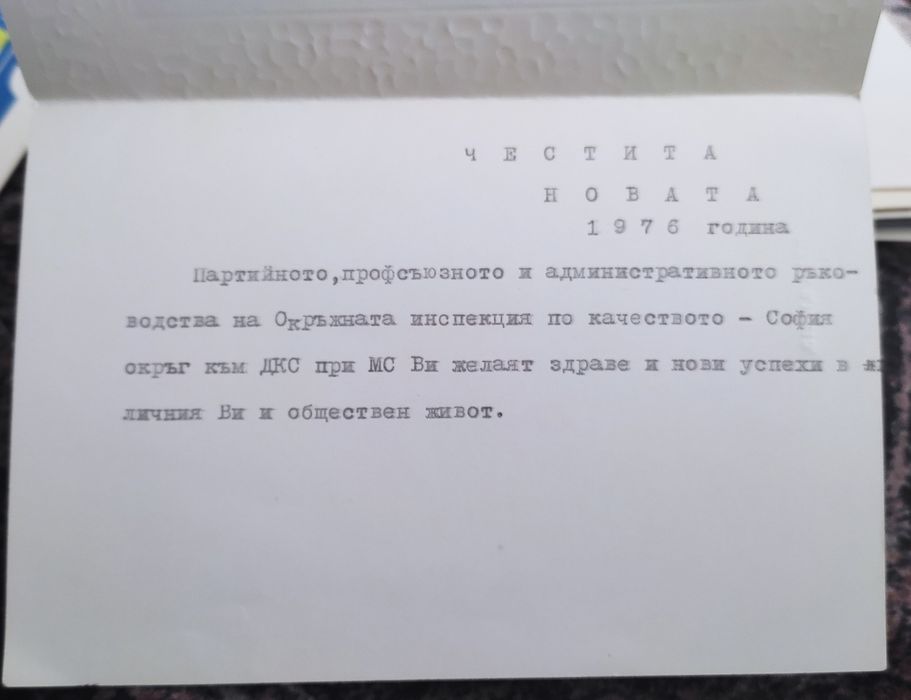 Ч Е С Т И Т А
Н О В А Т А
1 9 7 6 година
Партийното,профсъюзното и административното ръко-
водства на Окръжната инспекция по качеството – София
окръг към ДКС при МС Ви желаят здраве и нови успехи в
личния Ви и обществен живот.